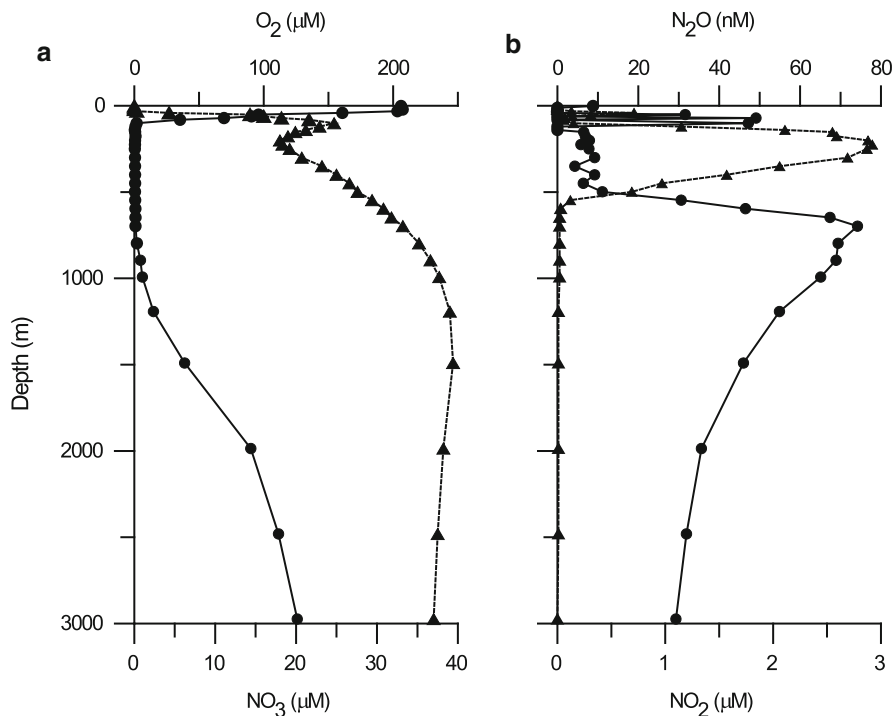 O₂ (µM)
N₂O (nM)
a
b
0 100 200
0 20 40 60 80
0
1000
2000
3000
Depth (m)
0 10 20 30 40
0 1 2 3
NO₃ (µM)
NO₂ (µM)